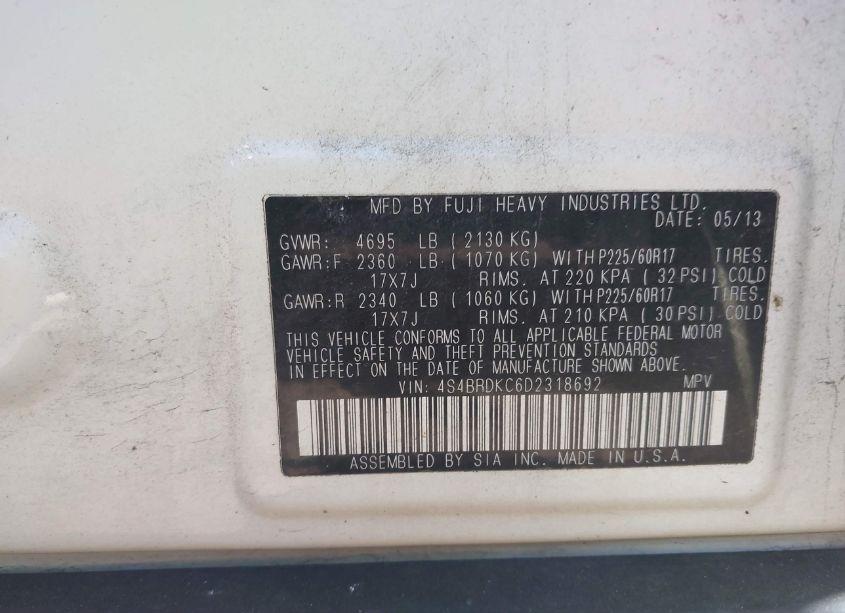 MFD BY FUJI HEAVY INDUSTRIES LTD.
DATE: 05/13
GVWR: 4695 LB ( 2130 KG)
GAWR:F 2360 LB ( 1070 KG) WITH P225/60R17 TIRES.
17X7J RIMS. AT 220 KPA ( 32 PSI) COLD
GAWR:R 2340 LB ( 1060 KG) WITH P225/60R17 TIRES.
17X7J RIMS. AT 210 KPA ( 30 PSI) COLD
THIS VEHICLE CONFORMS TO ALL APPLICABLE FEDERAL MOTOR
VEHICLE SAFETY AND THEFT PREVENTION STANDARDS
IN EFFECT ON THE DATE OF MANUFACTURE SHOWN ABOVE.
VIN: 4S4BRDKC6D2318692 MPV
ASSEMBLED BY SIA INC. MADE IN U.S.A.